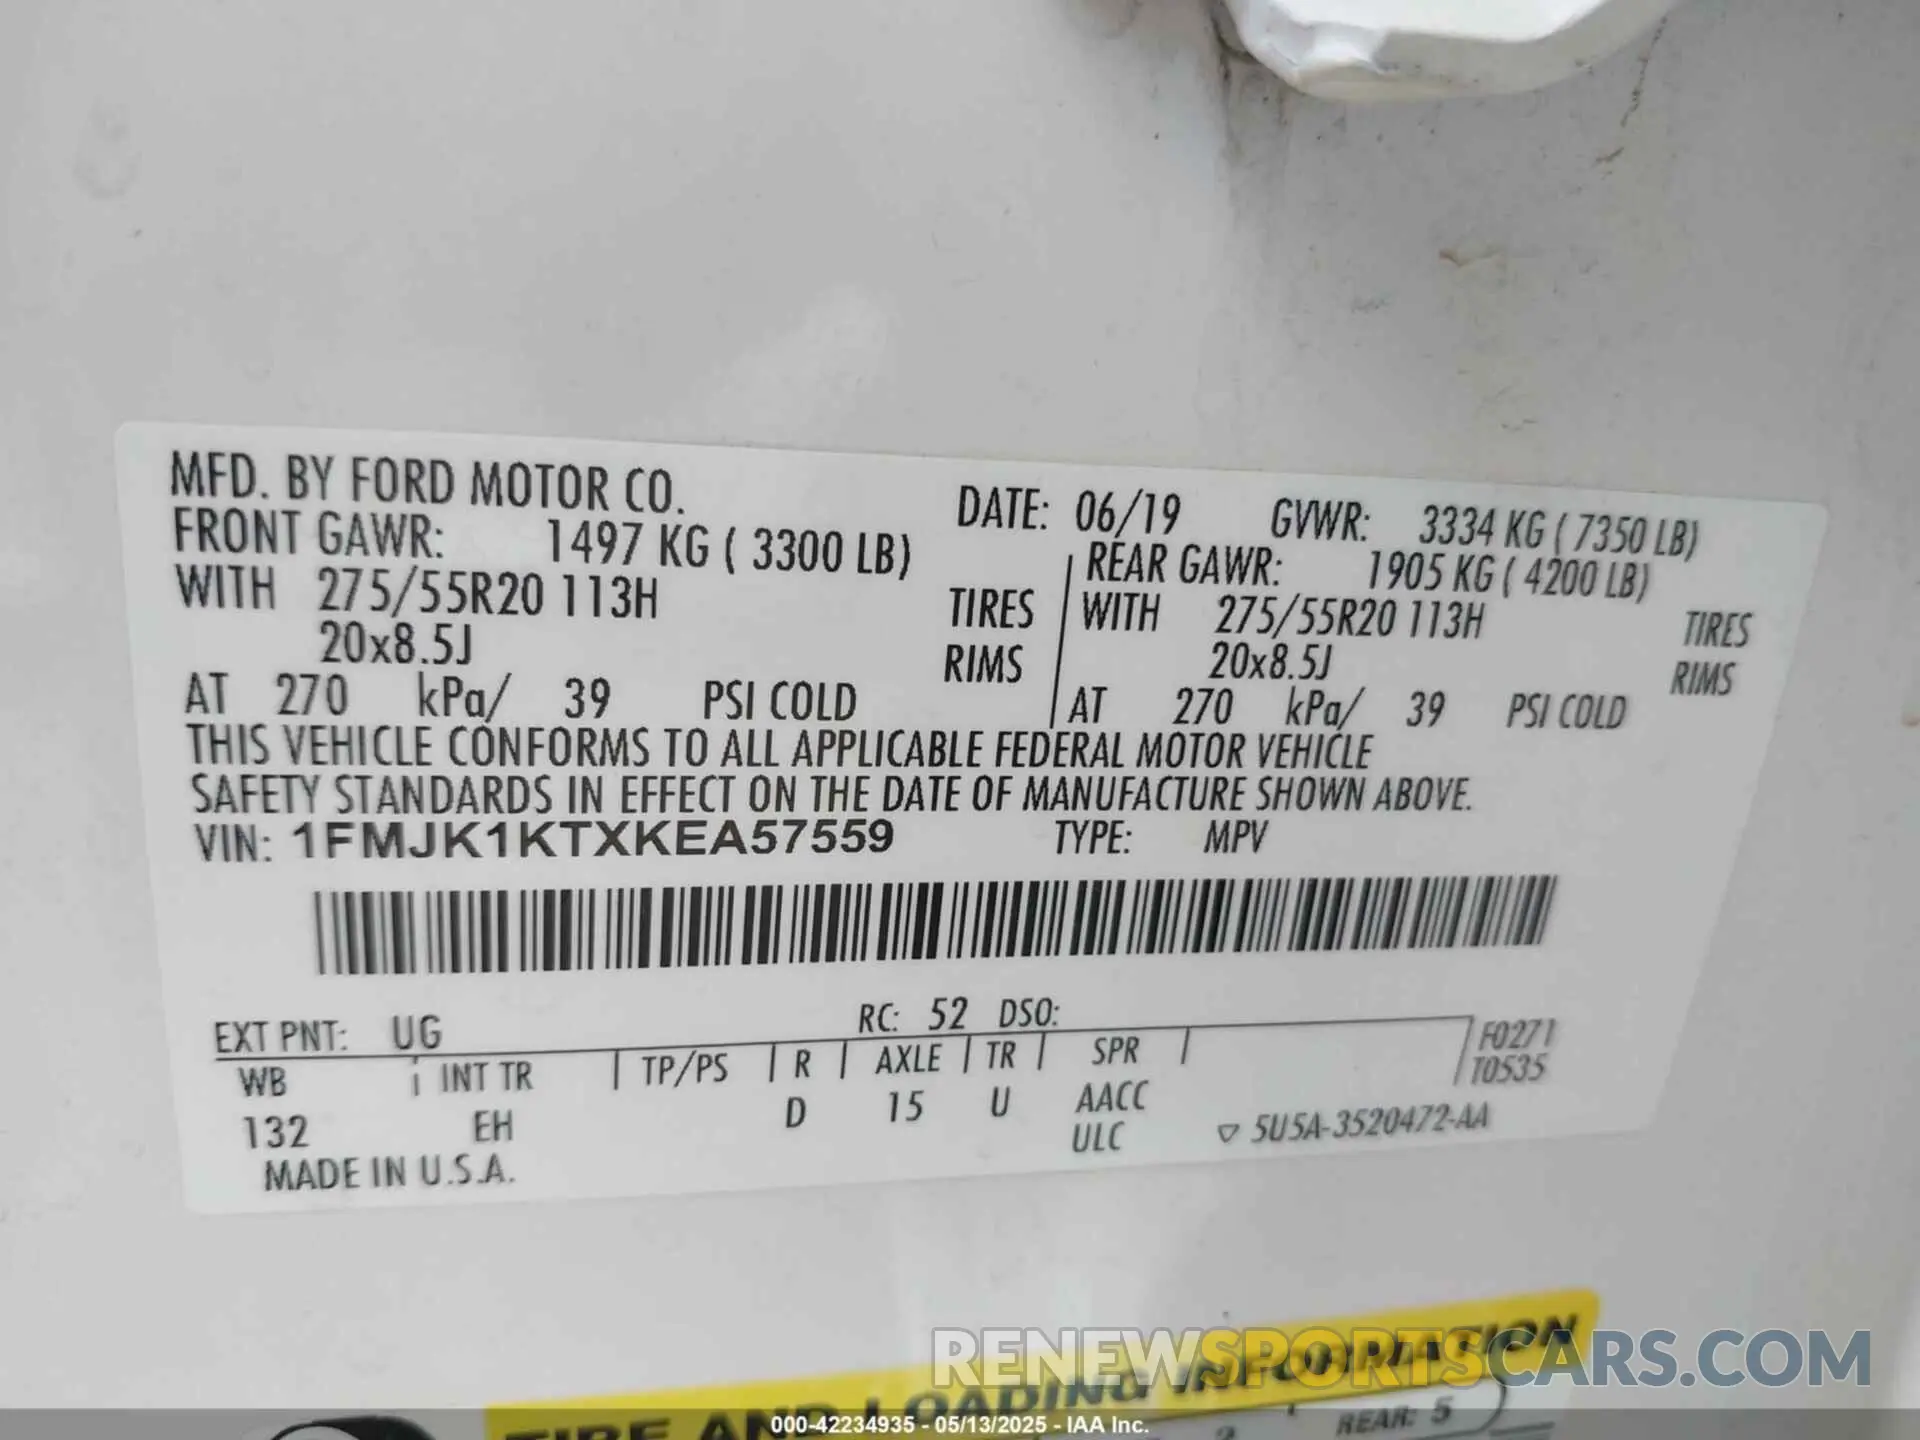 MFD. BY FORD MOTOR CO. DATE: 06/19 GVWR: 3334 KG ( 7350 LB)
FRONT GAWR: 1497 KG ( 3300 LB) REAR GAWR: 1905 KG ( 4200 LB)
WITH 275/55R20 113H TIRES WITH 275/55R20 113H TIRES
20x8.5J RIMS 20x8.5J RIMS
AT 270 kPa/ 39 PSI COLD AT 270 kPa/ 39 PSI COLD
THIS VEHICLE CONFORMS TO ALL APPLICABLE FEDERAL MOTOR VEHICLE
SAFETY STANDARDS IN EFFECT ON THE DATE OF MANUFACTURE SHOWN ABOVE.
VIN: 1FMJK1KTXKEA57559 TYPE: MPV
EXT PNT: UG RC: 52 DSO:
WB INT TR TP/PS R AXLE TR SPR F0271
T0535
132 EH D 15 U AACC
ULC ▽ 5U5A-3520472-AA
MADE IN U.S.A.
RENEWSPORTSCARS.COM
TIRE AND LOADING INFORMATION
REAR: 5
2
000-42234935 - 05/13/2025 - IAA Inc.